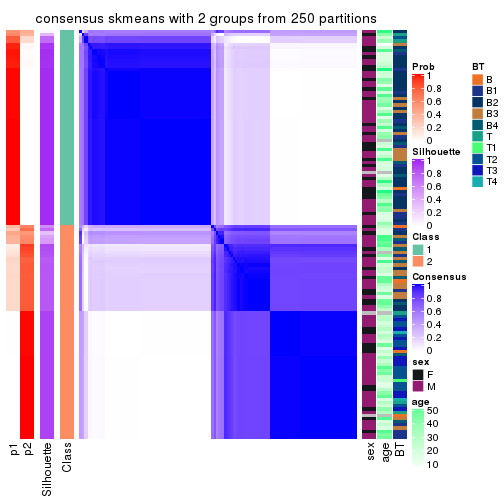 consensus skmeans with 2 groups from 250 partitions
p1
p2
Silhouette
Class
sex
age
BT
Prob
1
0.8
0.6
0.4
0.2
0
Silhouette
1
0.8
0.6
0.4
0.2
0
Class
1
2
Consensus
1
0.8
0.6
0.4
0.2
0
sex
F
M
age
50
40
30
20
10
BT
B
B1
B2
B3
B4
T
T1
T2
T3
T4